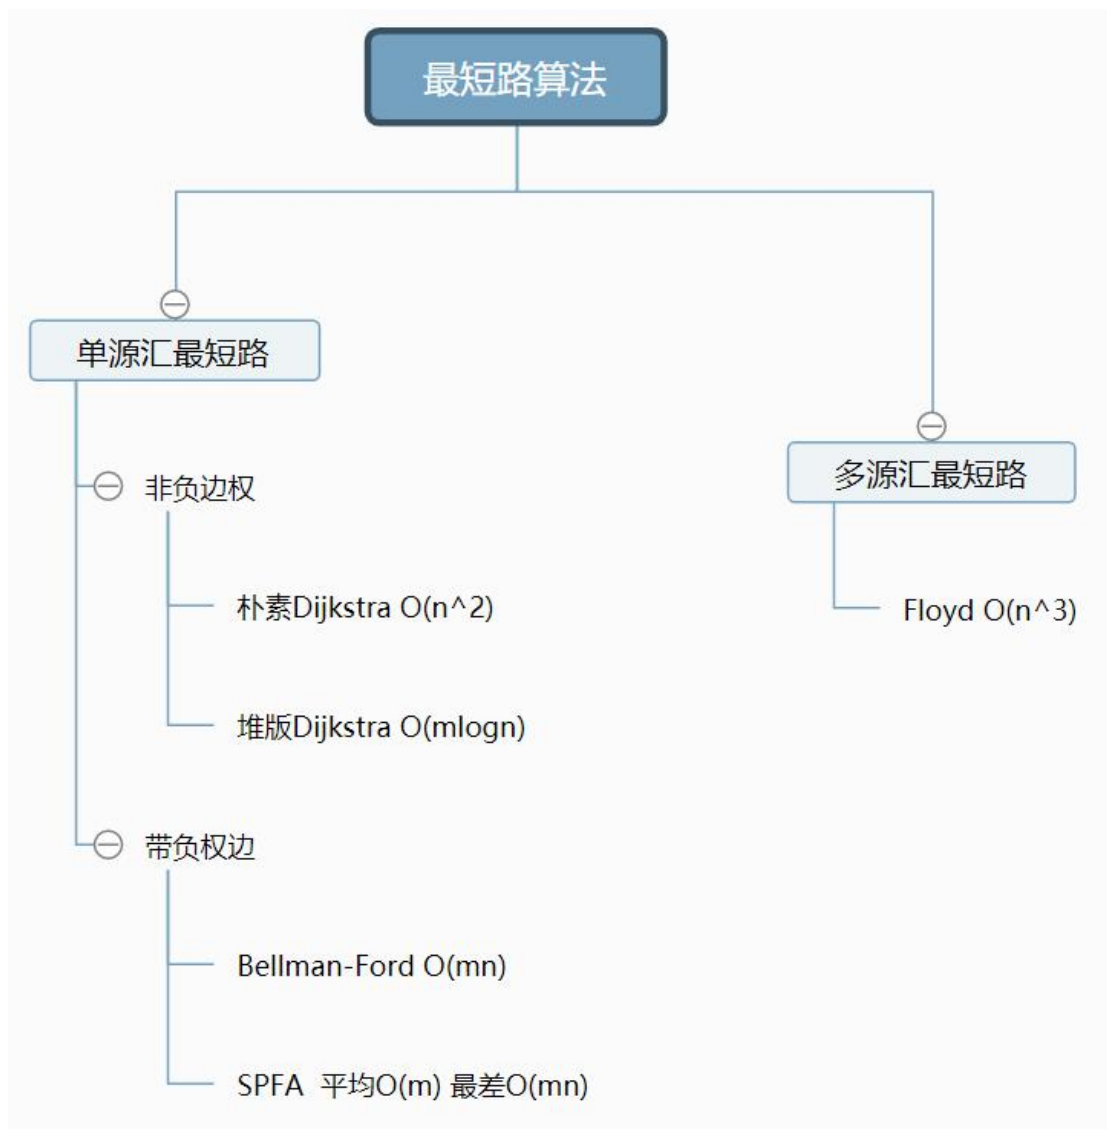 最短路算法
单源汇最短路
非负边权
朴素Dijkstra O(n^2)
堆版Dijkstra O(mlogn)
带负权边
Bellman-Ford O(mn)
SPFA  平均O(m) 最差O(mn)
多源汇最短路
Floyd O(n^3)